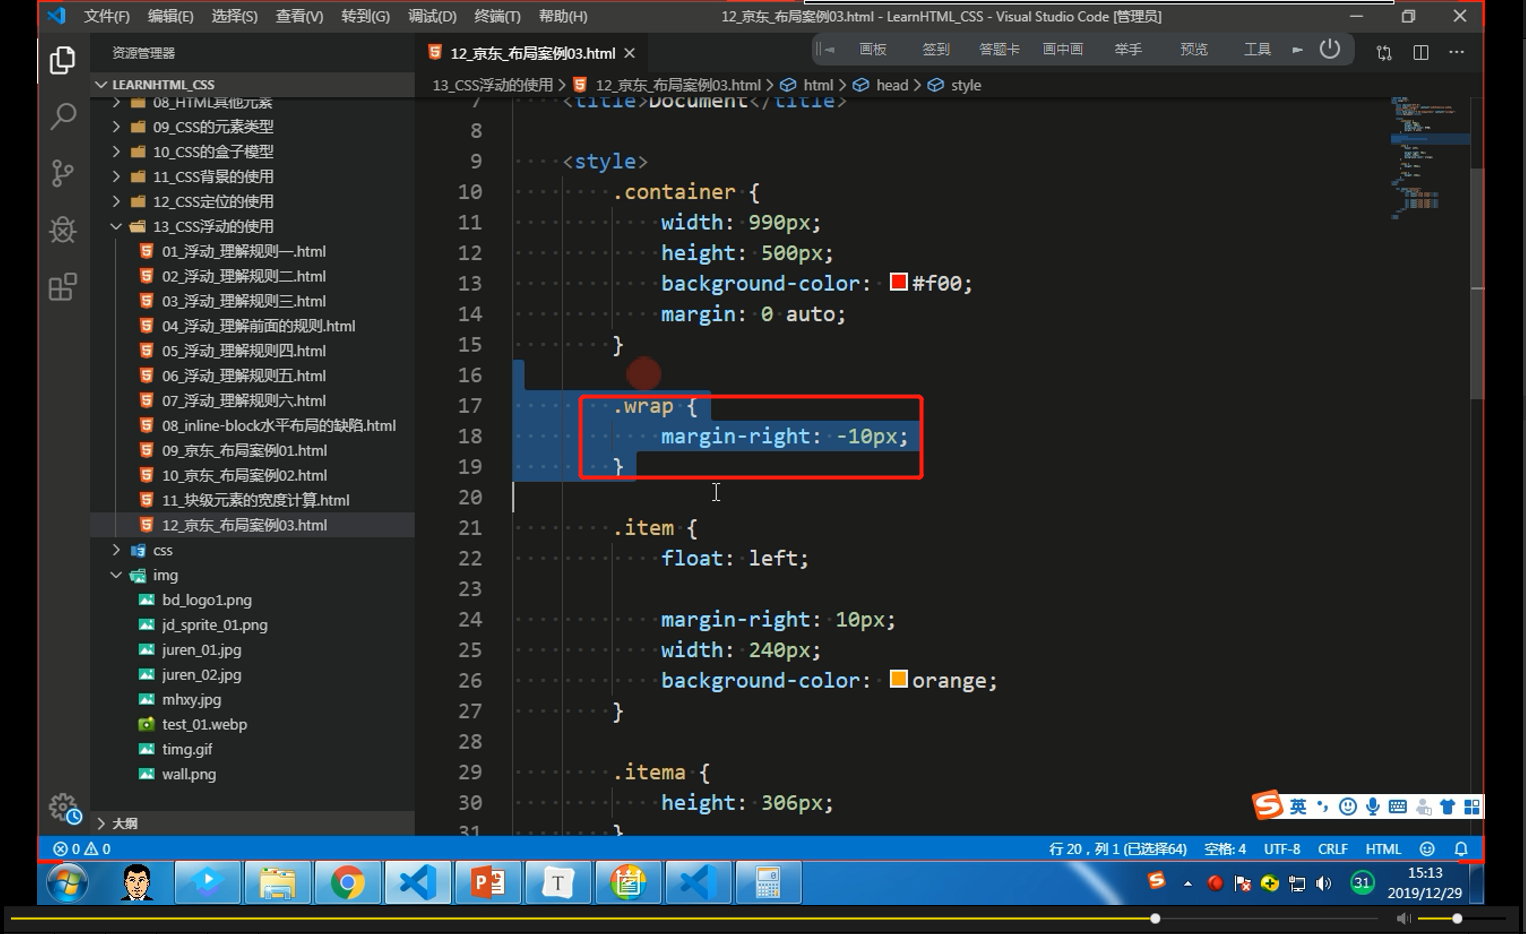 文件(F) 编辑(E) 选择(S) 查看(V) 转到(G) 调试(D) 终端(T) 帮助(H) 12_京东_布局案例03.html - LearnHTML_CSS - Visual Studio Code [管理员]
资源管理器
12_京东_布局案例03.html
画板 签到 答题卡 画中画 举手 预览 工具
LEARNHTML_CSS
13_CSS浮动的使用 > 12_京东_布局案例03.html > html > head > style
08_HTML其他元素
09_CSS的元素类型
10_CSS的盒子模型
11_CSS背景的使用
12_CSS定位的使用
13_CSS浮动的使用
01_浮动_理解规则一.html
02_浮动_理解规则二.html
03_浮动_理解规则三.html
04_浮动_理解前面的规则.html
05_浮动_理解规则四.html
06_浮动_理解规则五.html
07_浮动_理解规则六.html
08_inline-block水平布局的缺陷.html
09_京东_布局案例01.html
10_京东_布局案例02.html
11_块级元素的宽度计算.html
12_京东_布局案例03.html
css
img
bd_logo1.png
jd_sprite_01.png
juren_01.jpg
juren_02.jpg
mhxy.jpg
test_01.webp
timg.gif
wall.png
大纲
7 <title>Document</title>
8
9 <style>
10 .container {
11 width: 990px;
12 height: 500px;
13 background-color: #f00;
14 margin: 0 auto;
15 }
16
17 .wrap {
18 margin-right: -10px;
19 }
20
21 .item {
22 float: left;
23
24 margin-right: 10px;
25 width: 240px;
26 background-color: orange;
27 }
28
29 .itema {
30 height: 306px;
31 }
英
0 0 行 20，列 1 (已选择64) 空格: 4 UTF-8 CRLF HTML
31
15:13
2019/12/29